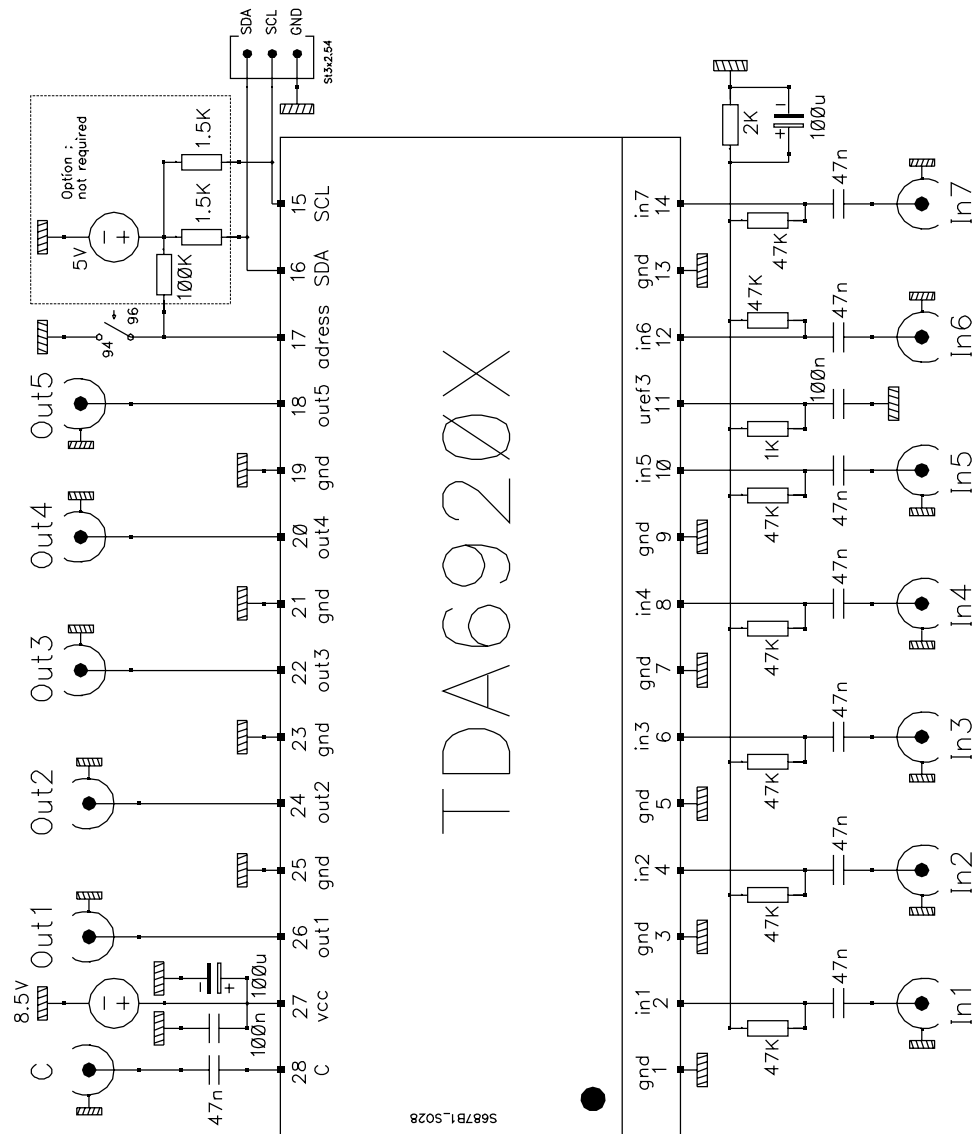 SDA
SCL
GND
St3x2.54
Option :
not required
5V
1.5K
1.5K
100K
94
96
15
SCL
16
SDA
17
adress
Out5
18
out5
19
gnd
Out4
20
out4
21
gnd
Out3
22
out3
23
gnd
Out2
24
out2
25
gnd
Out1
26
out1
8.5V
100u
27
vcc
100n
C
28
C
47n
TDA6920X
S687B1_SO28
2K
100u
in7
14
47K
47n
In7
gnd
13
47K
in6
12
47n
In6
uref3
11
100n
1K
in5
10
47K
47n
In5
gnd
9
in4
8
47K
47n
In4
gnd
7
in3
6
47K
47n
In3
gnd
5
in2
4
47K
47n
In2
gnd
3
in1
2
47K
47n
In1
gnd
1